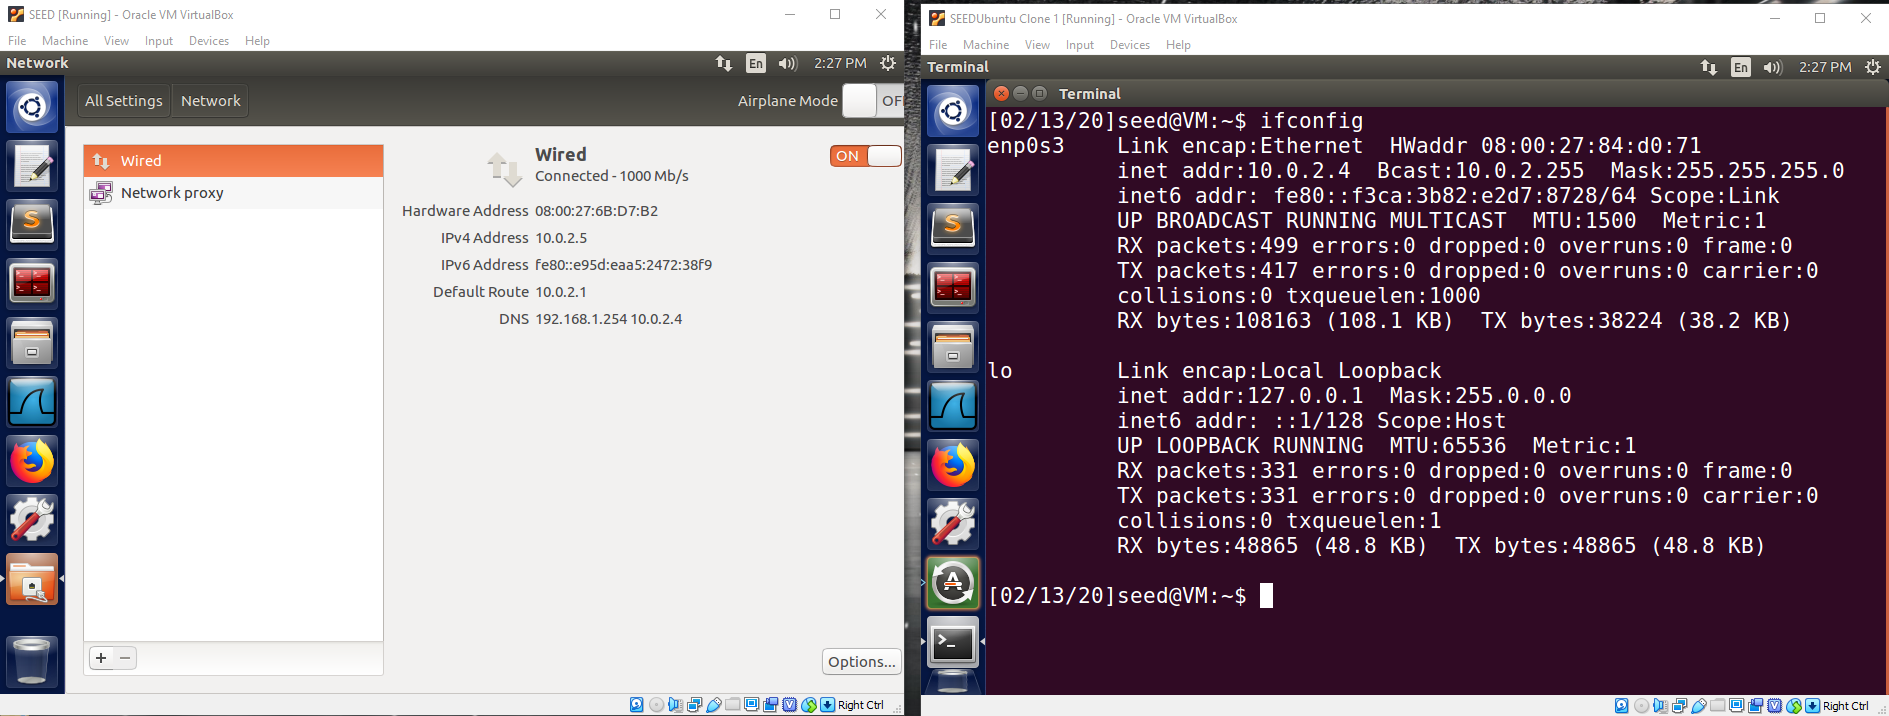 SEED [Running] - Oracle VM VirtualBox
File Machine View Input Devices Help
Network
En
2:27 PM
All Settings
Network
Airplane Mode
OF
Wired
Network proxy
Wired
Connected - 1000 Mb/s
ON
Hardware Address 08:00:27:6B:D7:B2
IPv4 Address 10.0.2.5
IPv6 Address fe80::e95d:eaa5:2472:38f9
Default Route 10.0.2.1
DNS 192.168.1.254 10.0.2.4
+ −
Options...
Right Ctrl
SEEDUbuntu Clone 1 [Running] - Oracle VM VirtualBox
File Machine View Input Devices Help
Terminal
En
2:27 PM
Terminal
[02/13/20]seed@VM:~$ ifconfig
enp0s3    Link encap:Ethernet  HWaddr 08:00:27:84:d0:71
inet addr:10.0.2.4  Bcast:10.0.2.255  Mask:255.255.255.0
inet6 addr: fe80::f3ca:3b82:e2d7:8728/64 Scope:Link
UP BROADCAST RUNNING MULTICAST  MTU:1500  Metric:1
RX packets:499 errors:0 dropped:0 overruns:0 frame:0
TX packets:417 errors:0 dropped:0 overruns:0 carrier:0
collisions:0 txqueuelen:1000
RX bytes:108163 (108.1 KB)  TX bytes:38224 (38.2 KB)
lo        Link encap:Local Loopback
inet addr:127.0.0.1  Mask:255.0.0.0
inet6 addr: ::1/128 Scope:Host
UP LOOPBACK RUNNING  MTU:65536  Metric:1
RX packets:331 errors:0 dropped:0 overruns:0 frame:0
TX packets:331 errors:0 dropped:0 overruns:0 carrier:0
collisions:0 txqueuelen:1
RX bytes:48865 (48.8 KB)  TX bytes:48865 (48.8 KB)
[02/13/20]seed@VM:~$
Right Ctrl